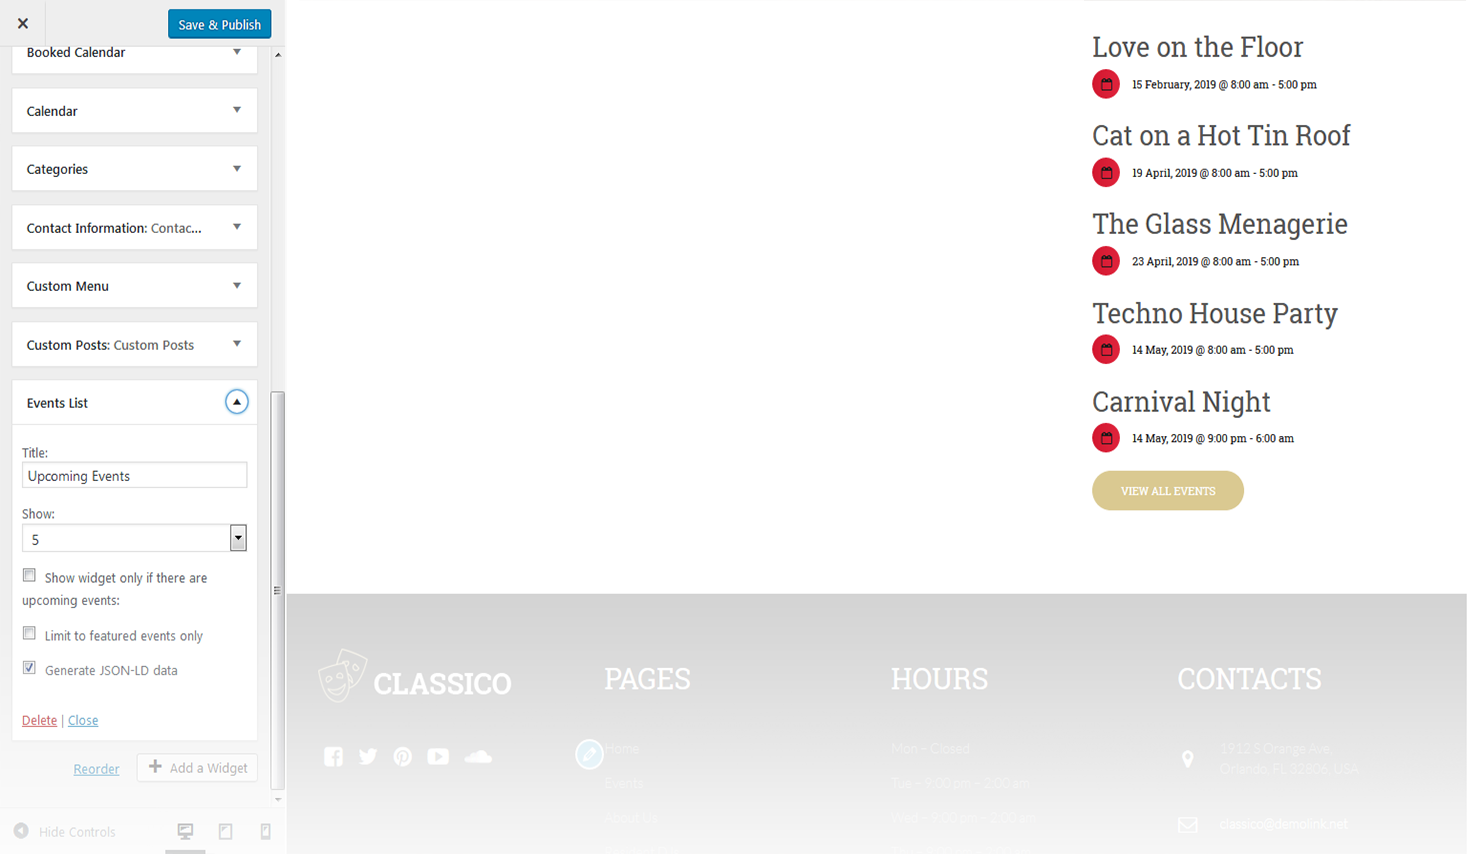 Save & Publish
Booked Calendar
Calendar
Categories
Contact Information: Contac...
Custom Menu
Custom Posts: Custom Posts
Events List
Title:
Upcoming Events
Show:
5
Show widget only if there are
upcoming events:
Limit to featured events only
Generate JSON-LD data
Delete | Close
Reorder
Add a Widget
Hide Controls
Love on the Floor
15 February, 2019 @ 8:00 am - 5:00 pm
Cat on a Hot Tin Roof
19 April, 2019 @ 8:00 am - 5:00 pm
The Glass Menagerie
23 April, 2019 @ 8:00 am - 5:00 pm
Techno House Party
14 May, 2019 @ 8:00 am - 5:00 pm
Carnival Night
14 May, 2019 @ 9:00 pm - 6:00 am
VIEW ALL EVENTS
CLASSICO
PAGES
Home
Events
About Us
HOURS
Mon – Closed
Tue – 9:00 pm – 2:00 am
Wed – 9:00 pm – 2:00 am
CONTACTS
1912 S Orange Ave,
Orlando, FL 32806, USA
classico@demolink.net